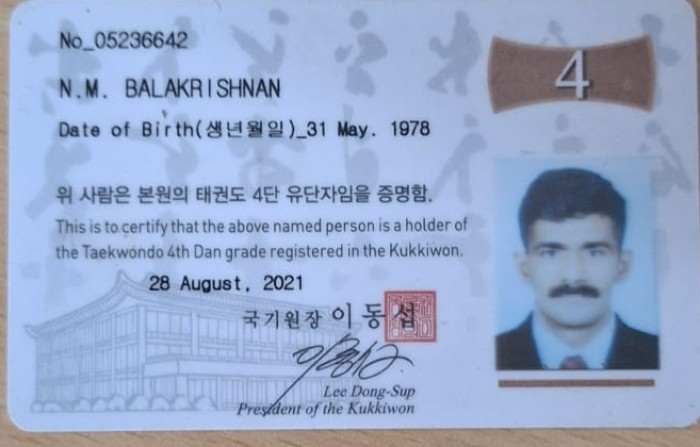 No_05236642
4
N.M. BALAKRISHNAN
Date of Birth(생년월일)_31 May. 1978
위 사람은 본원의 태권도 4단 유단자임을 증명함.
This is to certify that the above named person is a holder of
the Taekwondo 4th Dan grade registered in the Kukkiwon.
28 August, 2021
국기원장 이동섭
Lee Dong-Sup
President of the Kukkiwon